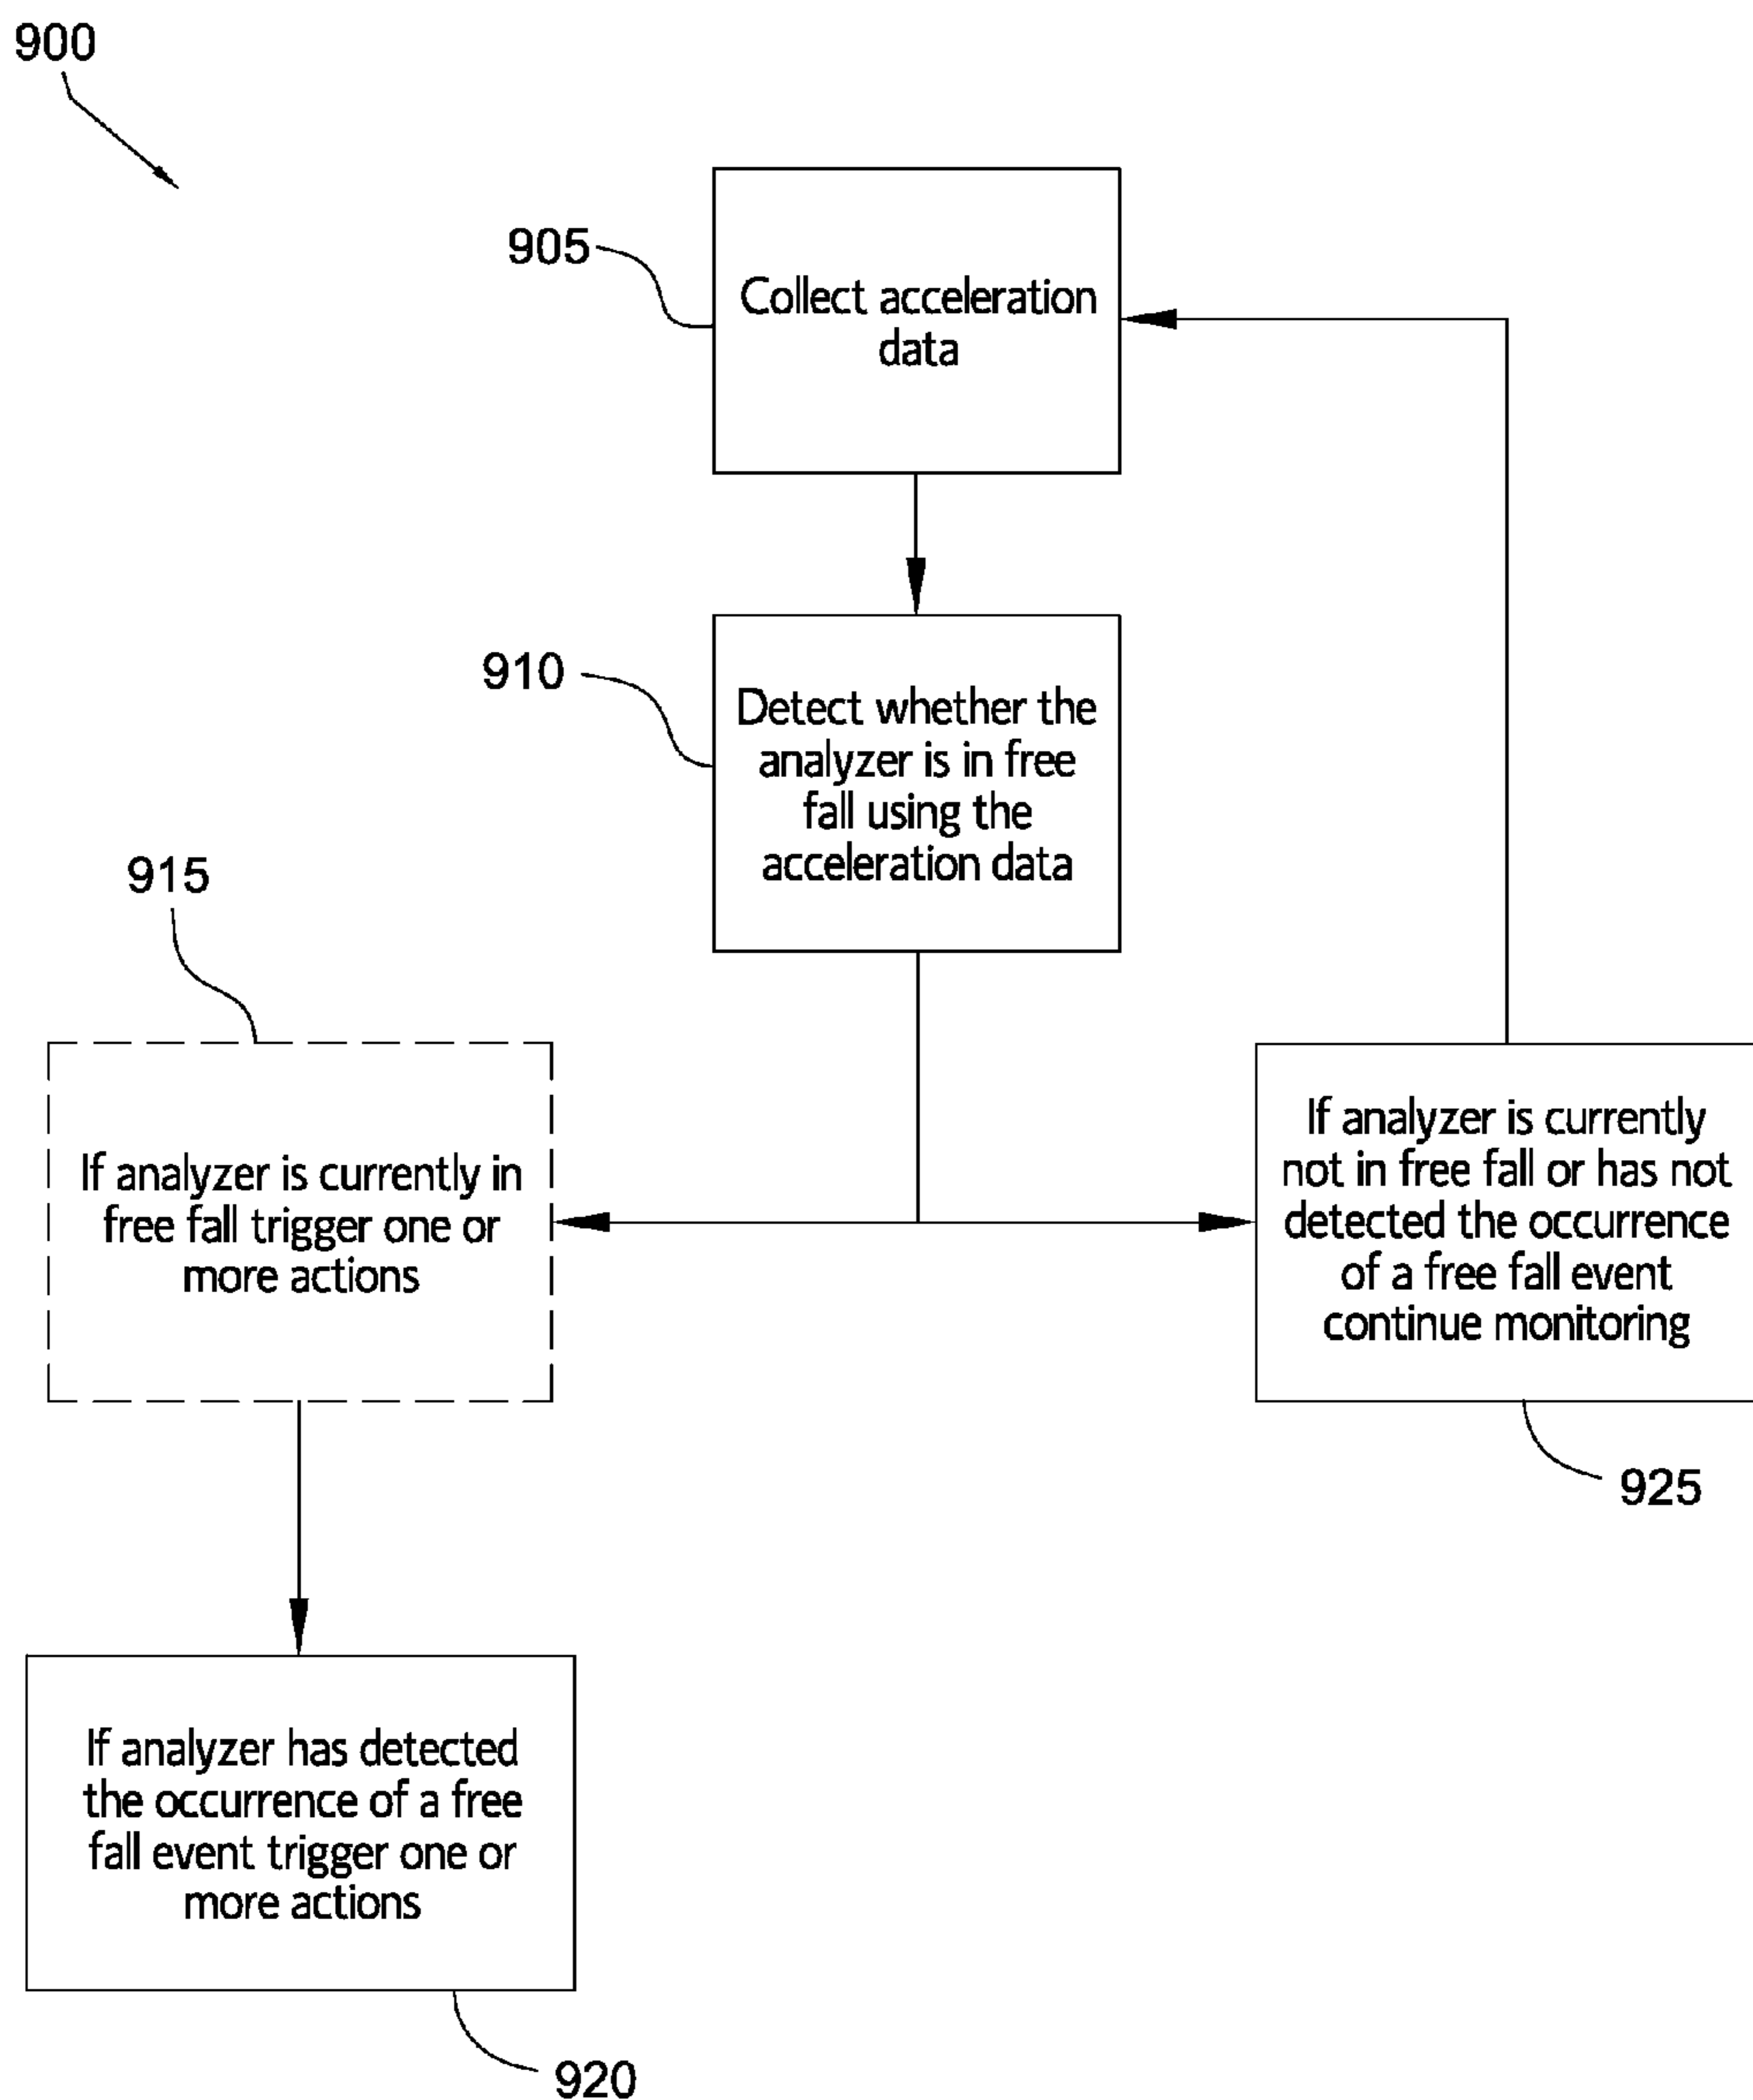 900
905
Collect acceleration
data
910
Detect whether the
analyzer is in free
fall using the
acceleration data
915
If analyzer is currently in
free fall trigger one or
more actions
If analyzer is currently
not in free fall or has not
detected the occurrence
of a free fall event
continue monitoring
925
If analyzer has detected
the occurrence of a free
fall event trigger one or
more actions
920